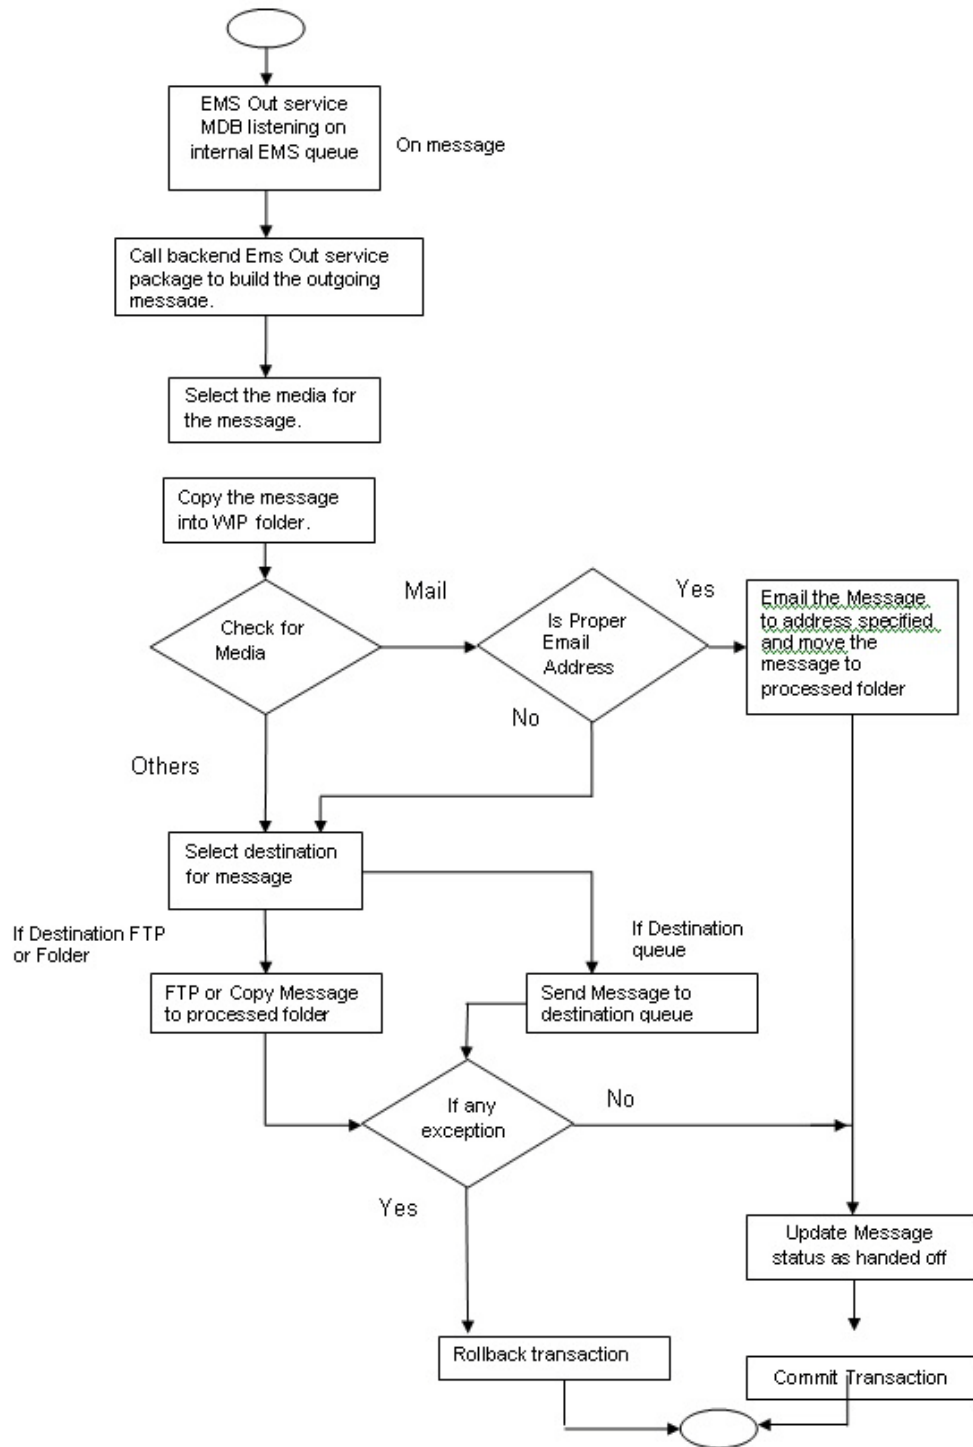 EMS Out service
MDB listening on
internal EMS queue
On message
Call backend Ems Out service
package to build the outgoing
message.
Select the media for
the message.
Copy the message
into WIP folder.
Check for
Media
Mail
Is Proper
Email
Address
Yes
Email the Message
to address specified
and move the
message to
processed folder
No
Others
Select destination
for message
If Destination FTP
or Folder
If Destination
queue
FTP or Copy Message
to processed folder
Send Message to
destination queue
If any
exception
No
Yes
Update Message
status as handed off
Rollback transaction
Commit Transaction